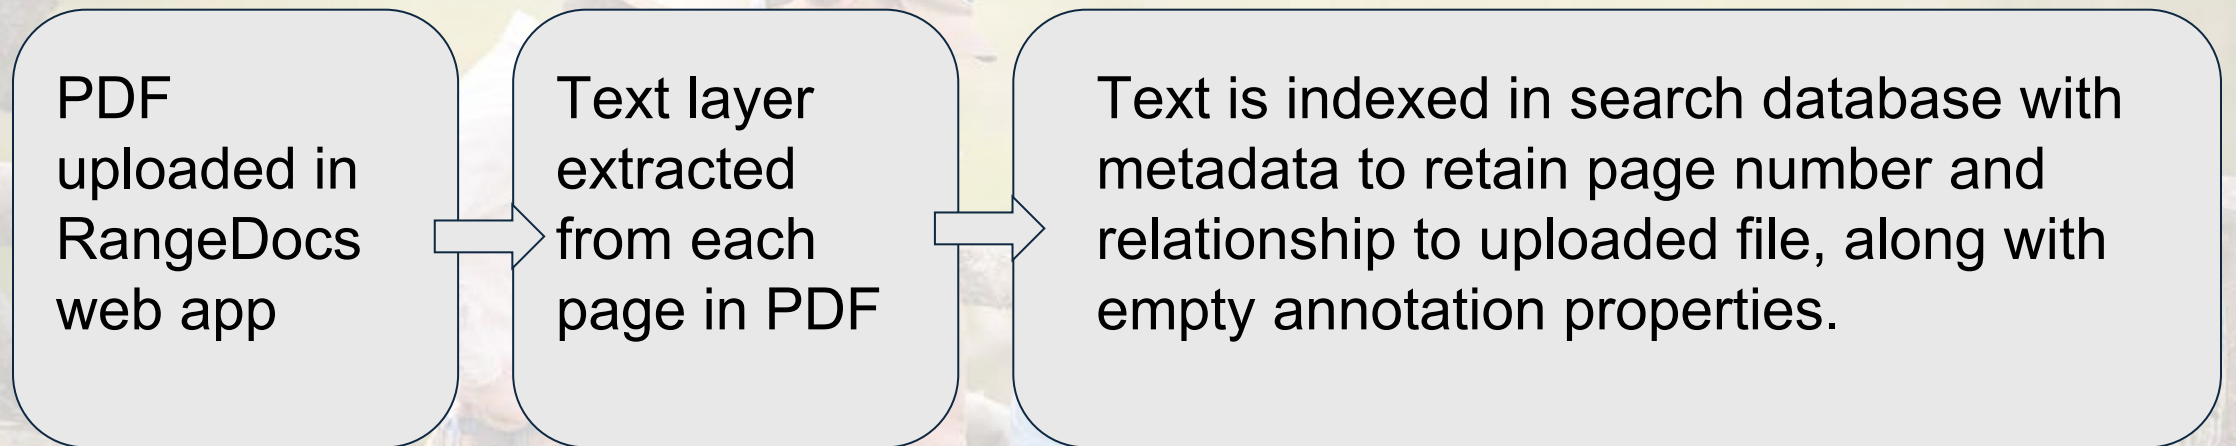 PDF
uploaded in
RangeDocs
web app
Text layer
extracted
from each
page in PDF
Text is indexed in search database with
metadata to retain page number and
relationship to uploaded file, along with
empty annotation properties.